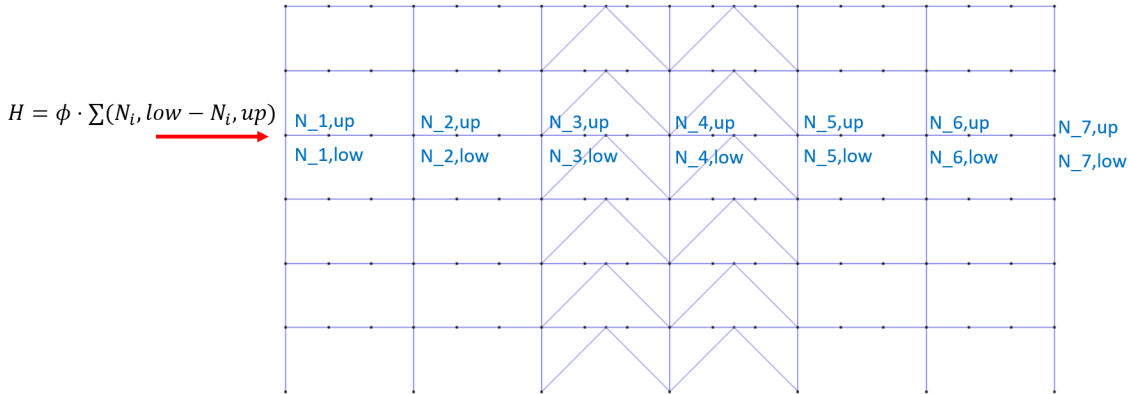 H = ϕ · ∑(N_i, low − N_i, up)
N_1,up
N_2,up
N_3,up
N_4,up
N_5,up
N_6,up
N_7,up
N_1,low
N_2,low
N_3,low
N_4,low
N_5,low
N_6,low
N_7,low